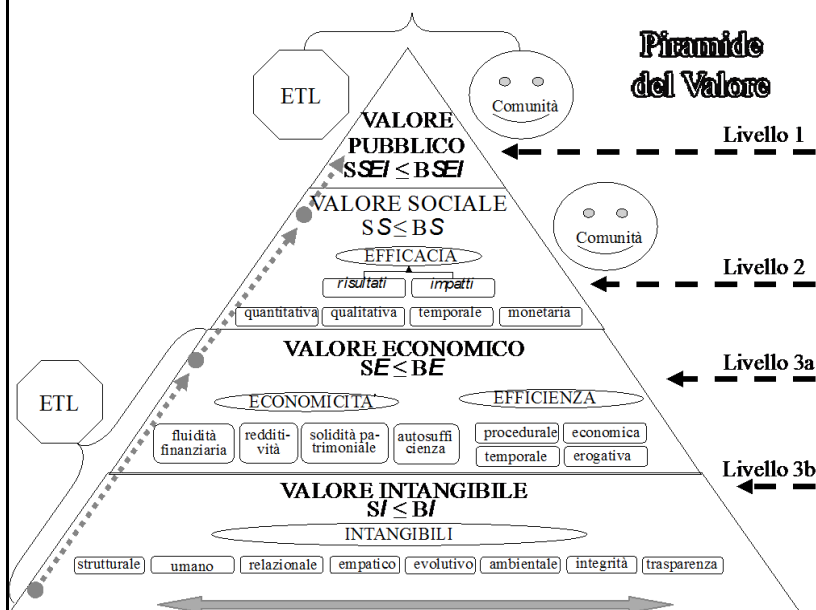 Piramide
del Valore
ETL
Comunità
VALORE
PUBBLICO
SSEI ≤ BSEI
Livello 1
VALORE SOCIALE
SS ≤ BS
Comunità
EFFICACIA
risultati impatti
quantitativa qualitativa temporale monetaria
Livello 2
VALORE ECONOMICO
SE ≤ BE
Livello 3a
ETL
ECONOMICITA' EFFICIENZA
fluidità
finanziaria
redditi-
vità
solidità pa-
trimoniale
autosuffi
cienza
procedurale economica
temporale erogativa
Livello 3b
VALORE INTANGIBILE
SI ≤ BI
INTANGIBILI
strutturale umano relazionale empatico evolutivo ambientale integrità trasparenza